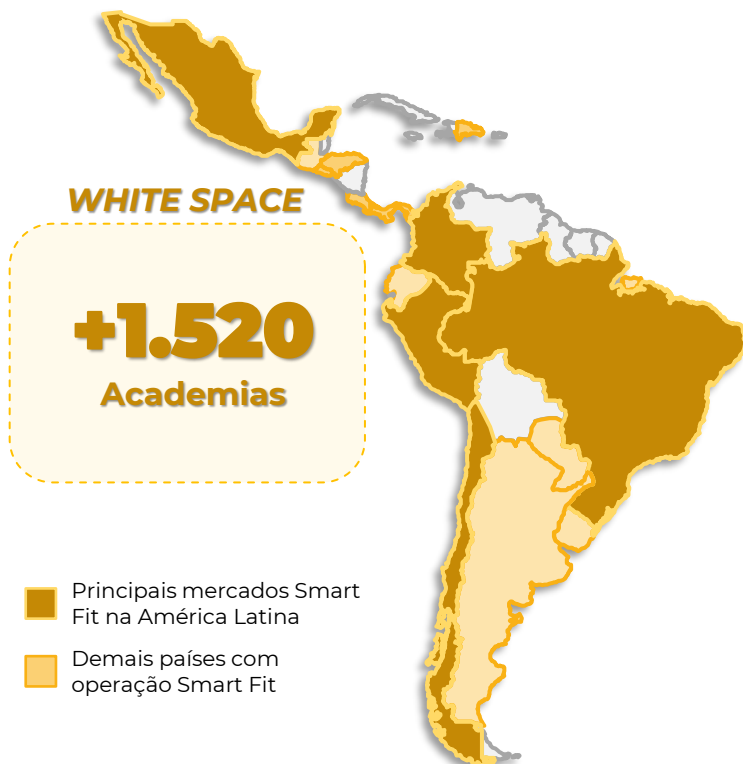 WHITE SPACE
+1.520
Academias
Principais mercados Smart
Fit na América Latina
Demais países com
operação Smart Fit